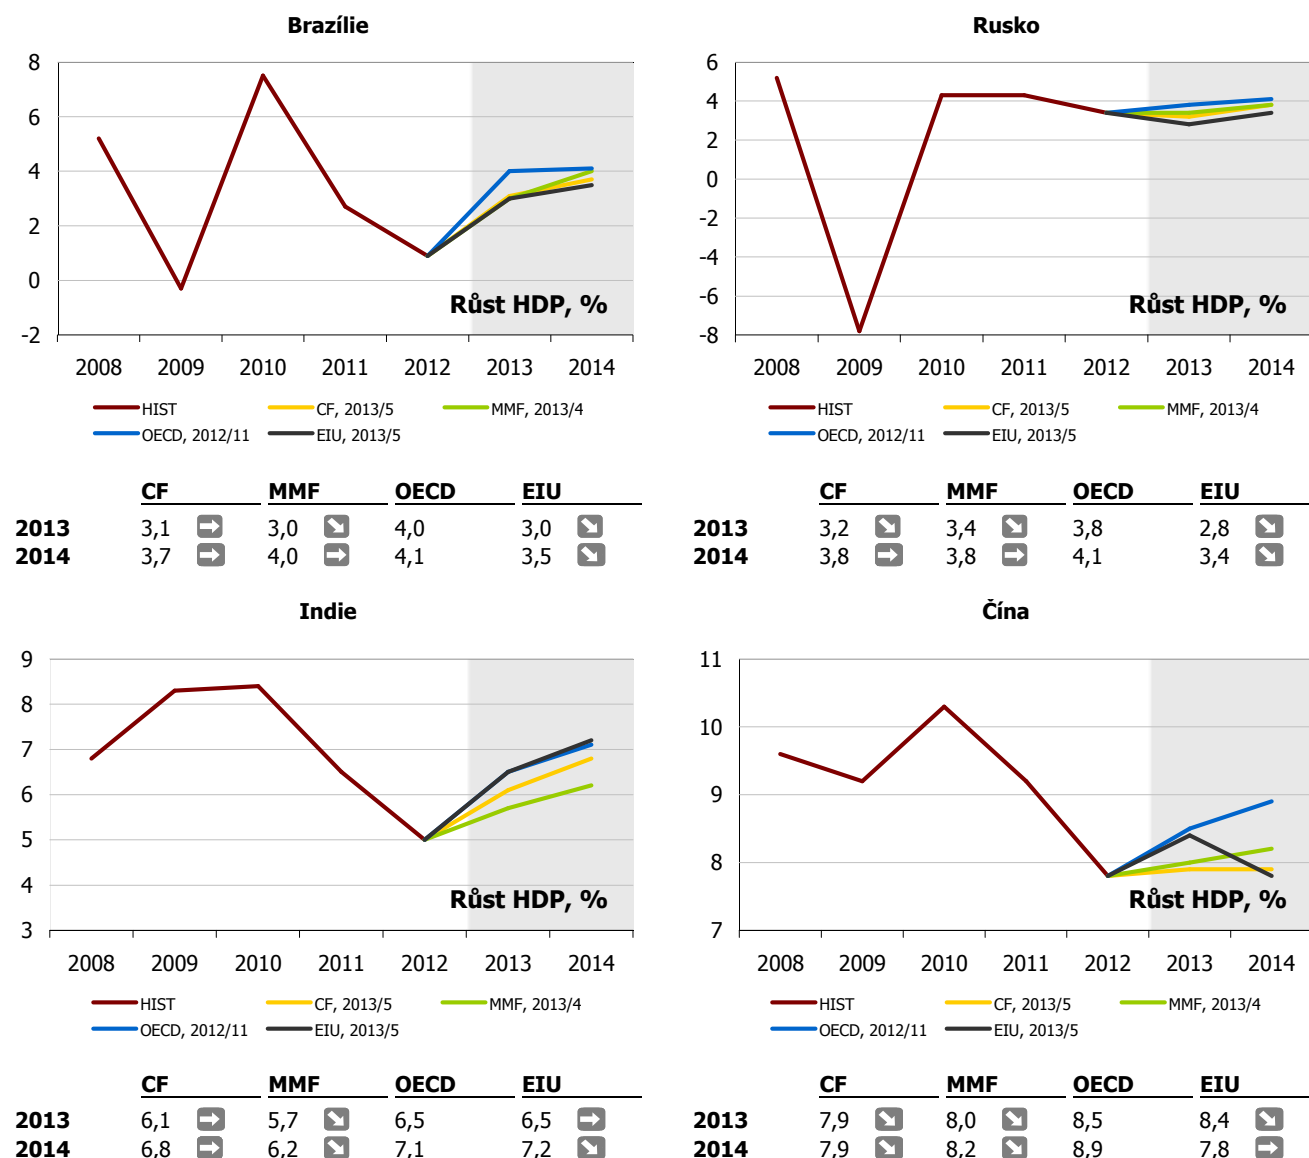 Brazílie
8
6
4
2
0
-2
Růst HDP, %
2008 2009 2010 2011 2012 2013 2014
HIST CF, 2013/5 MMF, 2013/4
OECD, 2012/11 EIU, 2013/5
CF MMF OECD EIU
2013 3,1 3,0 4,0 3,0
2014 3,7 4,0 4,1 3,5
Rusko
6
4
2
0
-2
-4
-6
-8
Růst HDP, %
2008 2009 2010 2011 2012 2013 2014
HIST CF, 2013/5 MMF, 2013/4
OECD, 2012/11 EIU, 2013/5
CF MMF OECD EIU
2013 3,2 3,4 3,8 2,8
2014 3,8 3,8 4,1 3,4
Indie
9
8
7
6
5
4
3
Růst HDP, %
2008 2009 2010 2011 2012 2013 2014
HIST CF, 2013/5 MMF, 2013/4
OECD, 2012/11 EIU, 2013/5
CF MMF OECD EIU
2013 6,1 5,7 6,5 6,5
2014 6,8 6,2 7,1 7,2
Čína
11
10
9
8
7
Růst HDP, %
2008 2009 2010 2011 2012 2013 2014
HIST CF, 2013/5 MMF, 2013/4
OECD, 2012/11 EIU, 2013/5
CF MMF OECD EIU
2013 7,9 8,0 8,5 8,4
2014 7,9 8,2 8,9 7,8